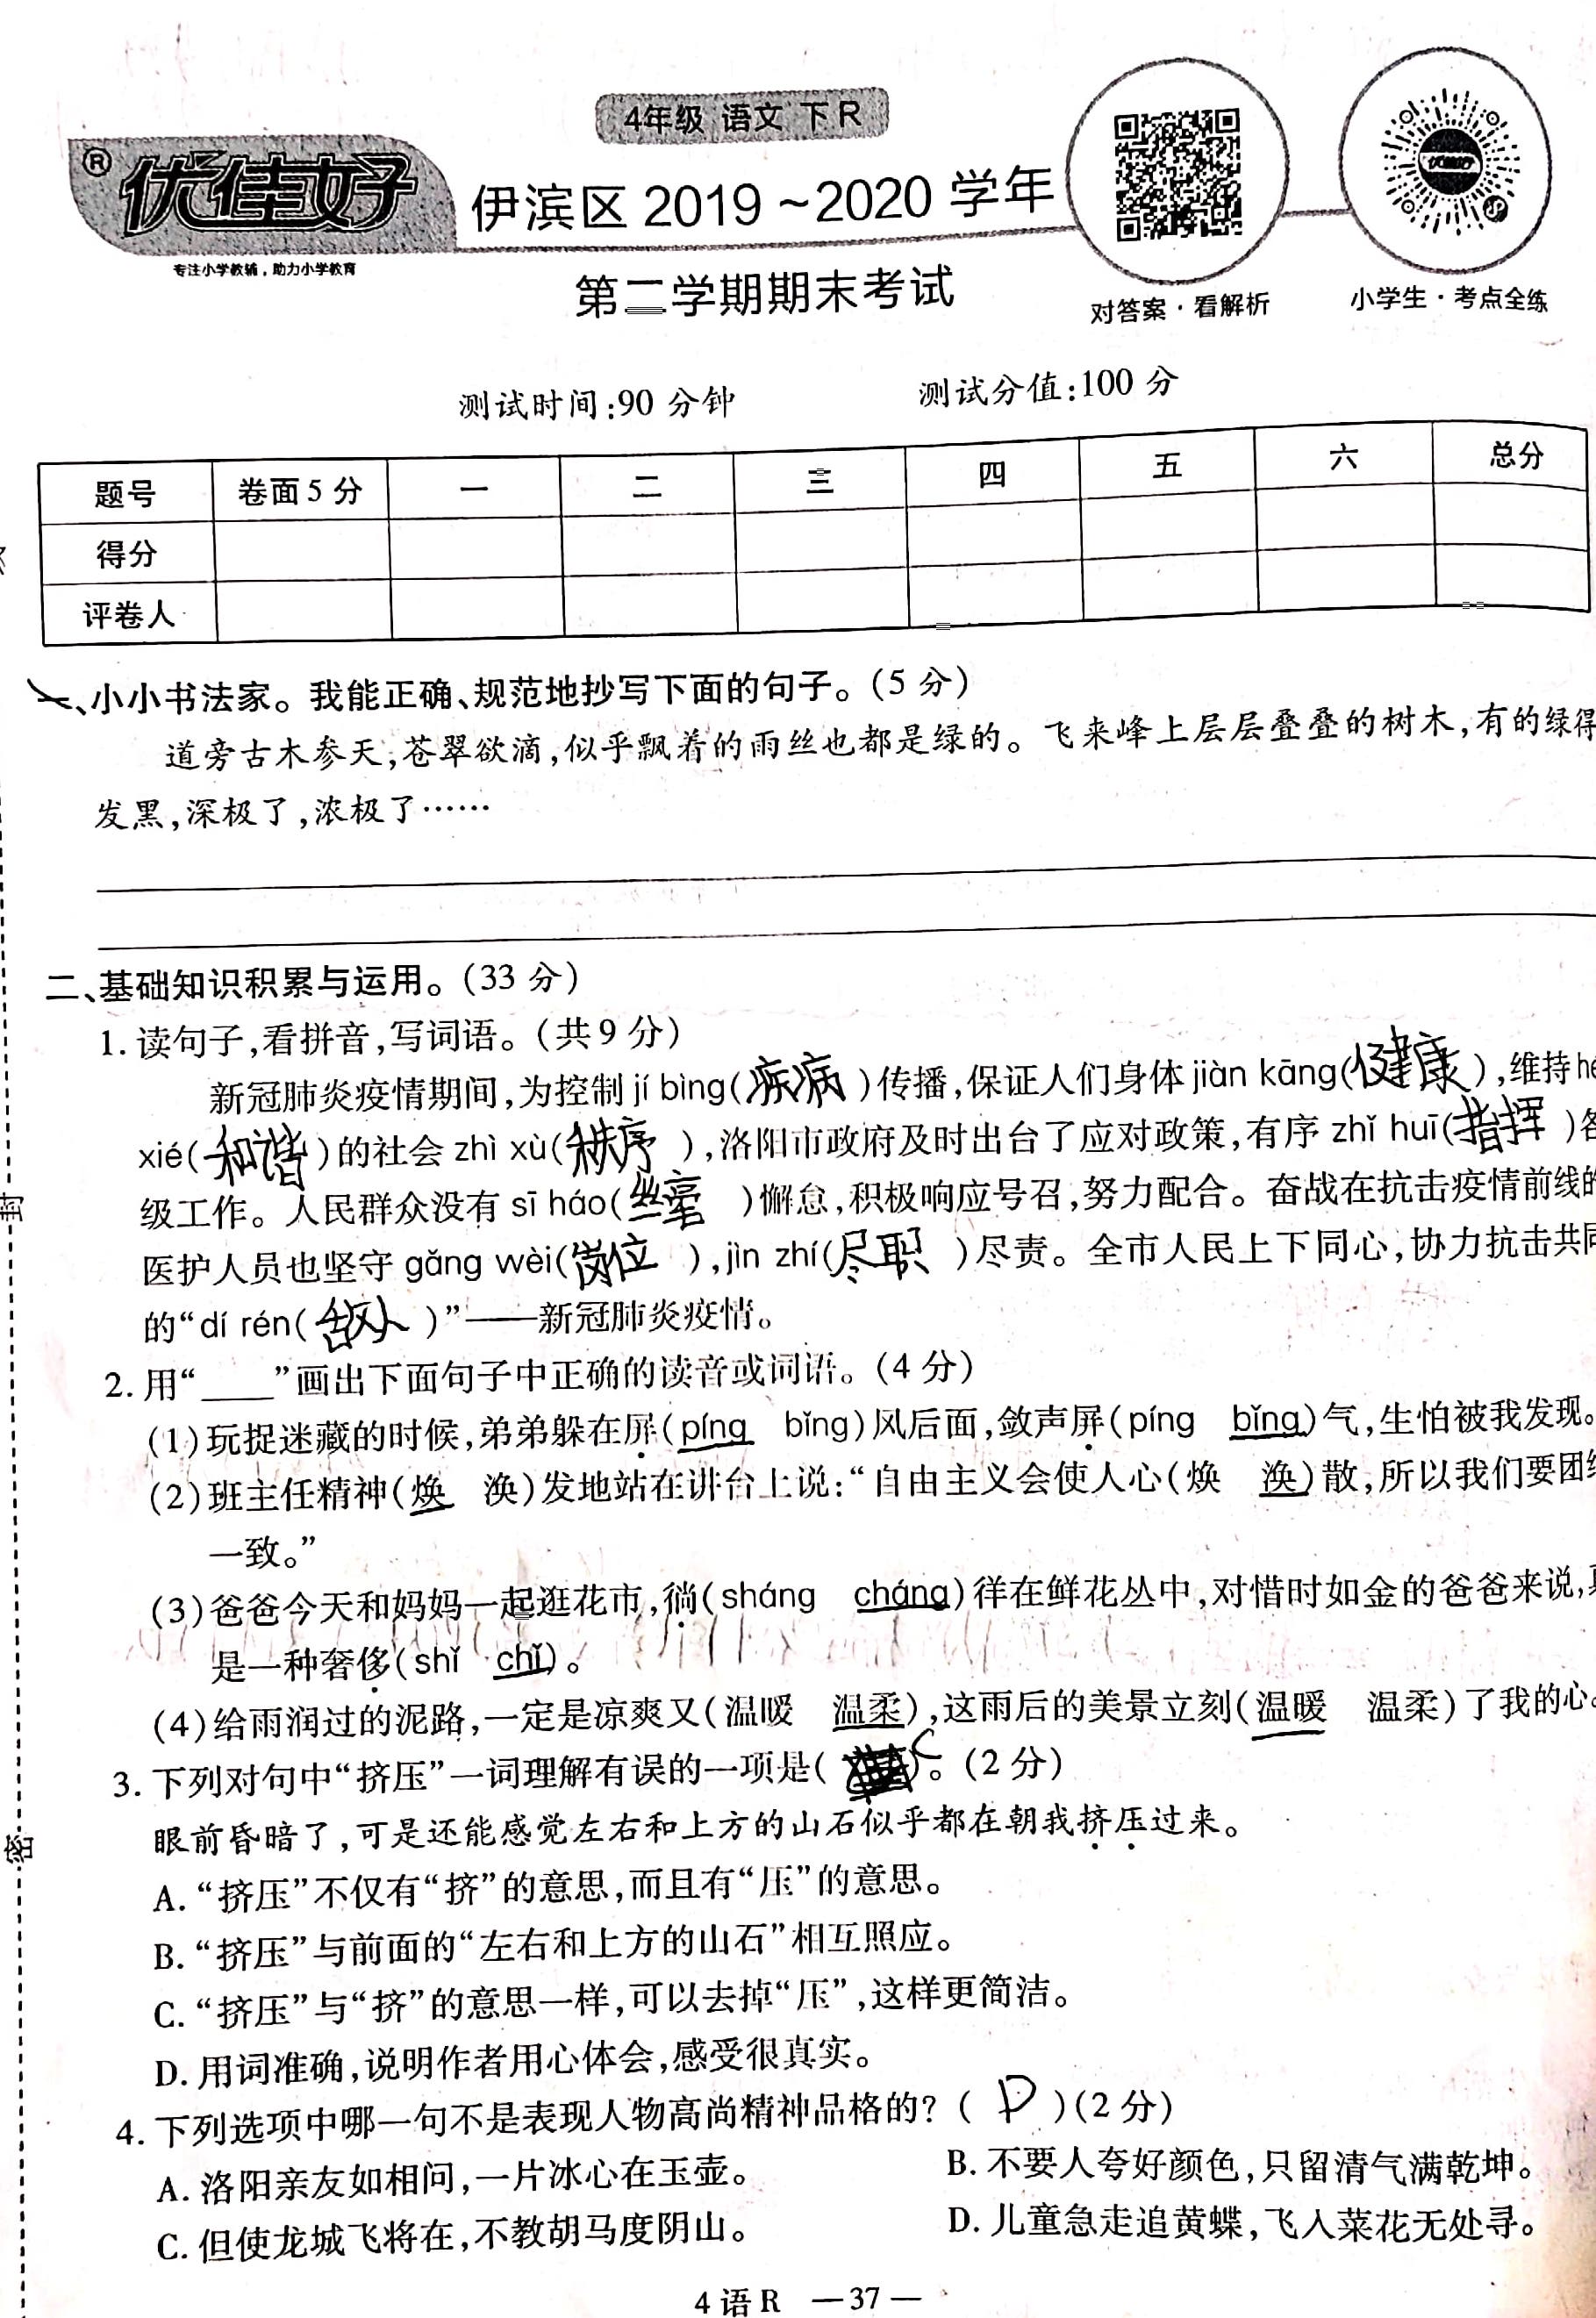 4年级 语文 下R
®优佳好
专注小学教辅，助力小学教育
伊滨区 2019 ~2020 学年
第二学期期末考试
对答案·看解析
优佳好
小学生·考点全练
测试时间:90 分钟 测试分值:100 分
题号 卷面5分 一 二 三 四 五 六 总分
得分
评卷人
一、小小书法家。我能正确、规范地抄写下面的句子。(5 分)
道旁古木参天,苍翠欲滴,似乎飘着的雨丝也都是绿的。飞来峰上层层叠叠的树木,有的绿得
发黑,深极了,浓极了……
二、基础知识积累与运用。(33 分)
1. 读句子,看拼音,写词语。(共 9 分)
新冠肺炎疫情期间,为控制 jí bìng(疾病)传播,保证人们身体 jiàn kāng(健康),维持
xié(和谐)的社会 zhì xù(秩序),洛阳市政府及时出台了应对政策,有序 zhǐ huī(指挥)各
级工作。人民群众没有 sī háo(丝毫)懈怠,积极响应号召,努力配合。奋战在抗击疫情前线的
医护人员也坚守 gǎng wèi(岗位),jìn zhí(尽职)尽责。全市人民上下同心,协力抗击共同
的“dí rén(敌人)”——新冠肺炎疫情。
2. 用“____”画出下面句子中正确的读音或词语。(4 分)
(1)玩捉迷藏的时候,弟弟躲在屏(píng bǐng)风后面,敛声屏(píng bǐng)气,生怕被我发现。
(2)班主任精神(焕 涣)发地站在讲台上说:“自由主义会使人心(焕 涣)散,所以我们要团结
一致。”
(3)爸爸今天和妈妈一起逛花市,徜(sháng cháng)徉在鲜花丛中,对惜时如金的爸爸来说,真
是一种奢侈(shǐ chǐ)。
(4)给雨润过的泥路,一定是凉爽又(温暖 温柔),这雨后的美景立刻(温暖 温柔)了我的心。
3. 下列对句中“挤压”一词理解有误的一项是( C )。(2 分)
眼前昏暗了,可是还能感觉左右和上方的山石似乎都在朝我挤压过来。
A. “挤压”不仅有“挤”的意思,而且有“压”的意思。
B. “挤压”与前面的“左右和上方的山石”相互照应。
C. “挤压”与“挤”的意思一样,可以去掉“压”,这样更简洁。
D. 用词准确,说明作者用心体会,感受很真实。
4. 下列选项中哪一句不是表现人物高尚精神品格的? ( D )(2 分)
A. 洛阳亲友如相问,一片冰心在玉壶。 B. 不要人夸好颜色,只留清气满乾坤。
C. 但使龙城飞将在,不教胡马度阴山。 D. 儿童急走追黄蝶,飞入菜花无处寻。
4 语 R —37—
封
密